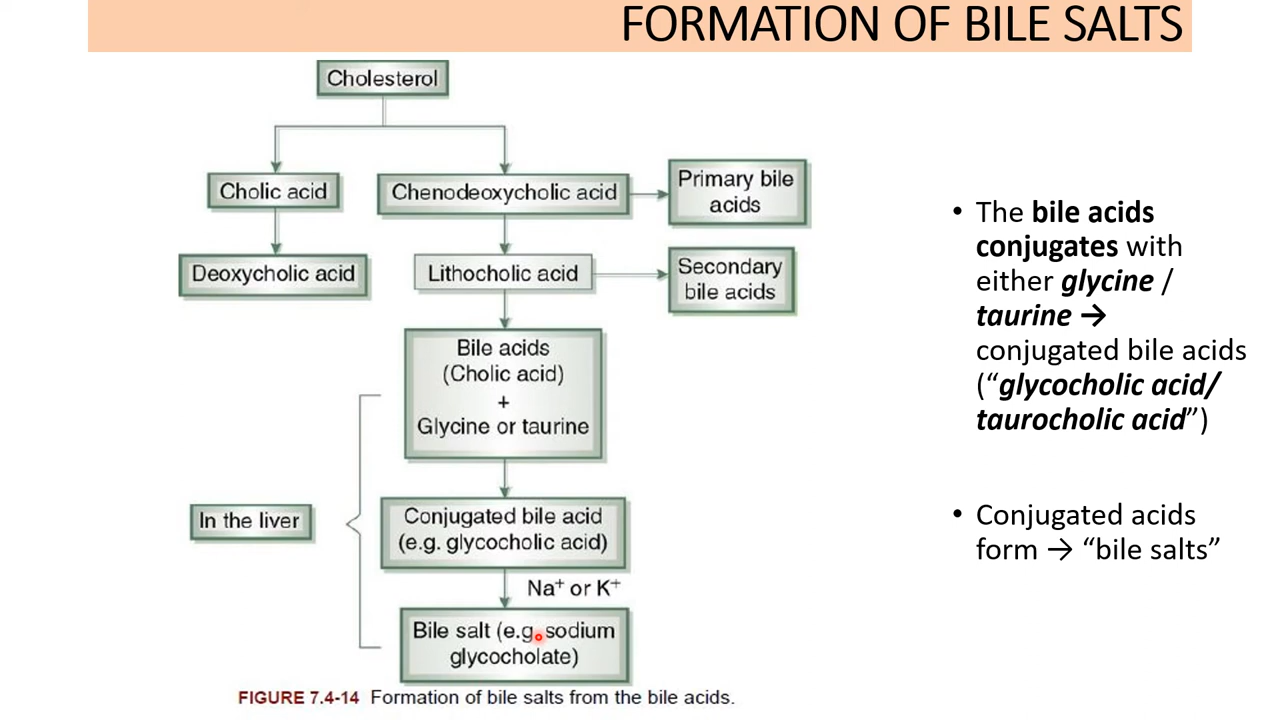 FORMATION OF BILE SALTS
Cholesterol
Cholic acid
Chenodeoxycholic acid
Primary bile
acids
Deoxycholic acid
Lithocholic acid
Secondary
bile acids
Bile acids
(Cholic acid)
+
Glycine or taurine
In the liver
Conjugated bile acid
(e.g. glycocholic acid)
Na⁺ or K⁺
Bile salt (e.g. sodium
glycocholate)
FIGURE 7.4-14 Formation of bile salts from the bile acids.
• The bile acids
conjugates with
either glycine /
taurine →
conjugated bile acids
(“glycocholic acid/
taurocholic acid”)
• Conjugated acids
form → “bile salts”